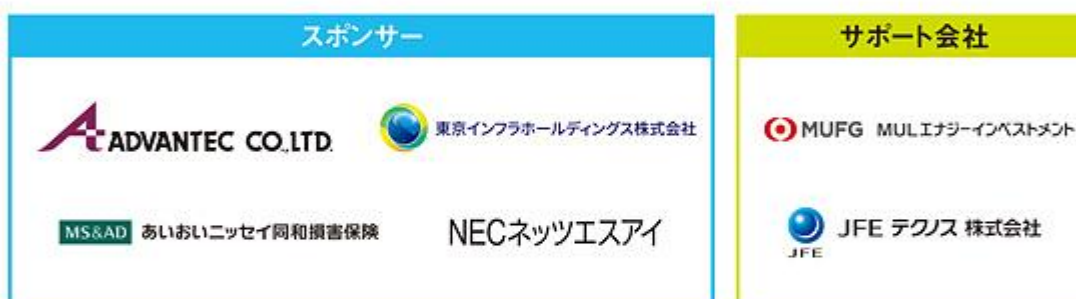 スポンサー
ADVANTEC CO.,LTD.
東京インフラホールディングス株式会社
MS&AD あいおいニッセイ同和損害保険
NECネッツエスアイ
サポート会社
MUFG MULエナジーインベストメント
JFE テクノス 株式会社
JFE